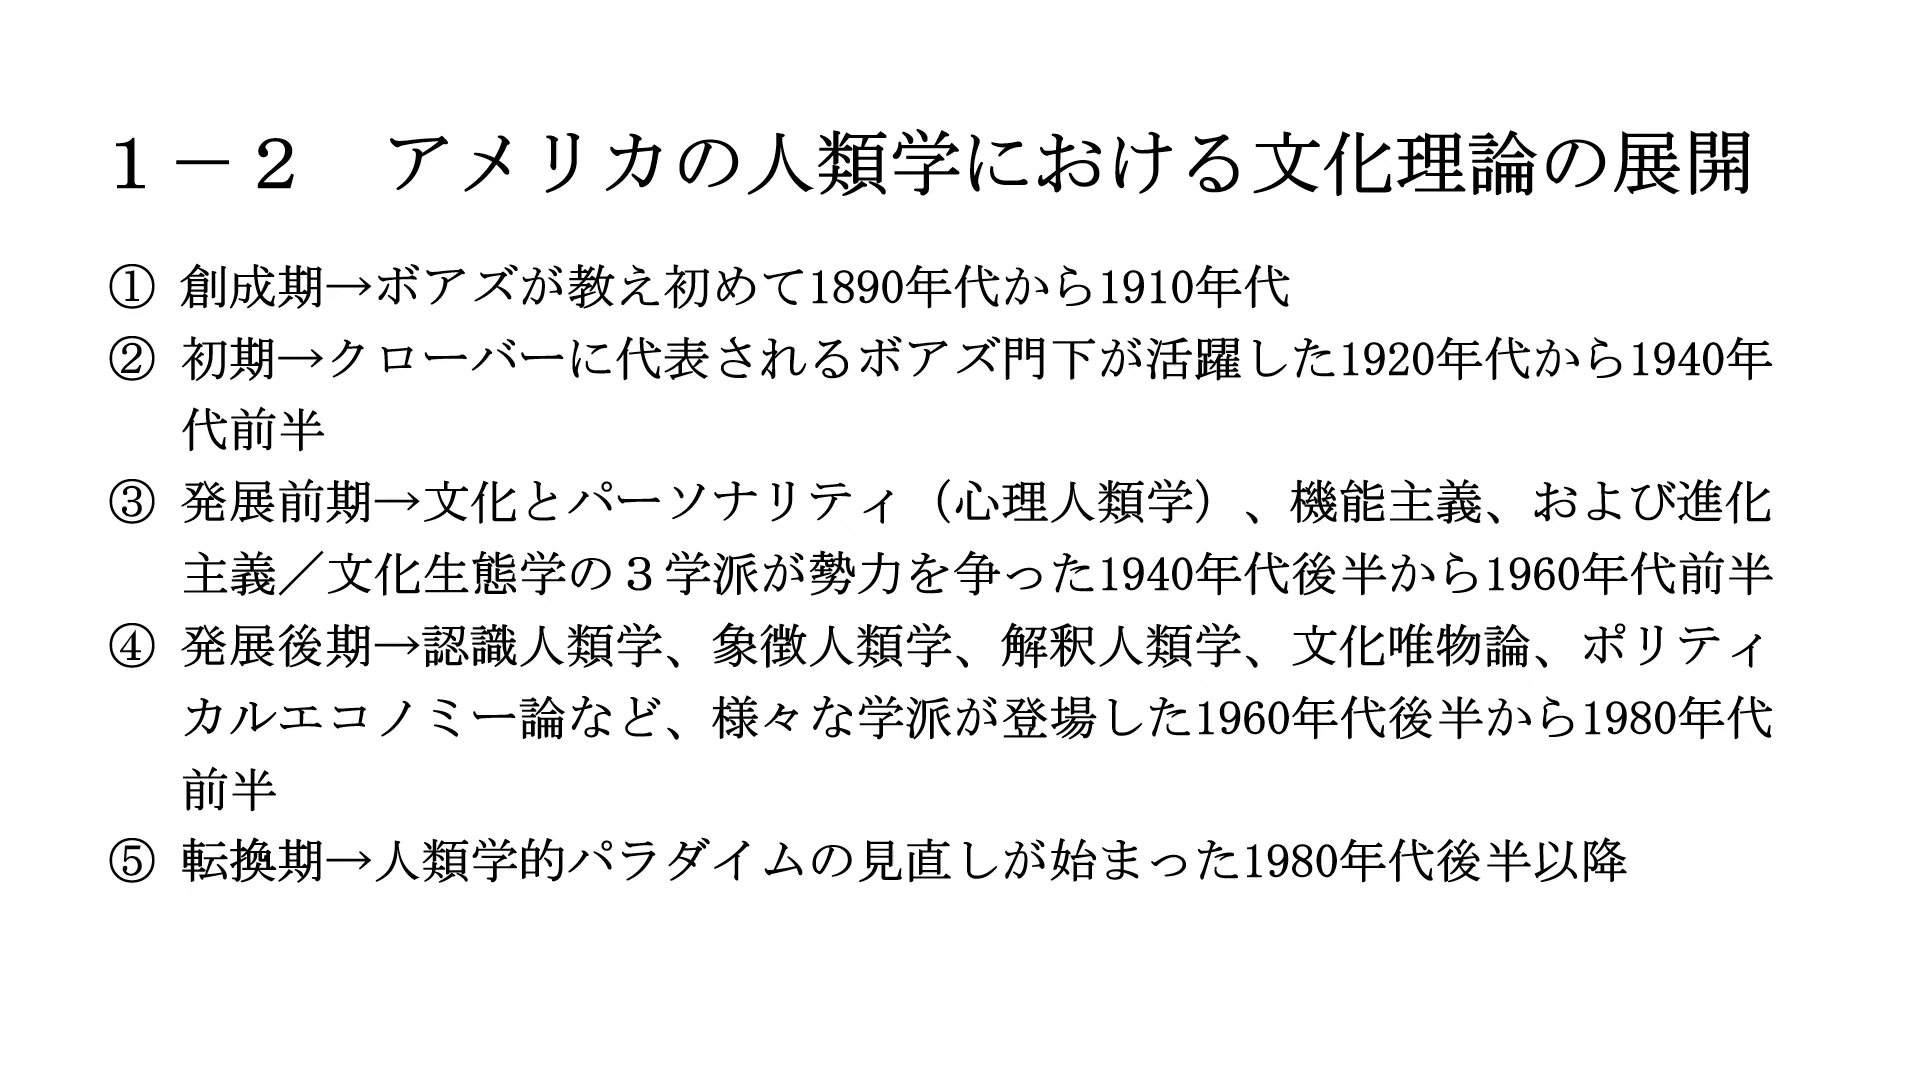 １－２　アメリカの人類学における文化理論の展開
① 創成期→ボアズが教え初めて1890年代から1910年代
② 初期→クローバーに代表されるボアズ門下が活躍した1920年代から1940年
代前半
③ 発展前期→文化とパーソナリティ（心理人類学）、機能主義、および進化
主義／文化生態学の３学派が勢力を争った1940年代後半から1960年代前半
④ 発展後期→認識人類学、象徴人類学、解釈人類学、文化唯物論、ポリティ
カルエコノミー論など、様々な学派が登場した1960年代後半から1980年代
前半
⑤ 転換期→人類学的パラダイムの見直しが始まった1980年代後半以降